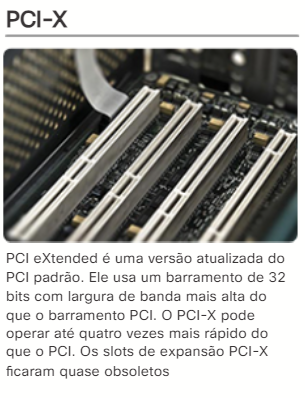 PCI-X
PCI eXtended é uma versão atualizada do
PCI padrão. Ele usa um barramento de 32
bits com largura de banda mais alta do
que o barramento PCI. O PCI-X pode
operar até quatro vezes mais rápido do
que o PCI. Os slots de expansão PCI-X
ficaram quase obsoletos